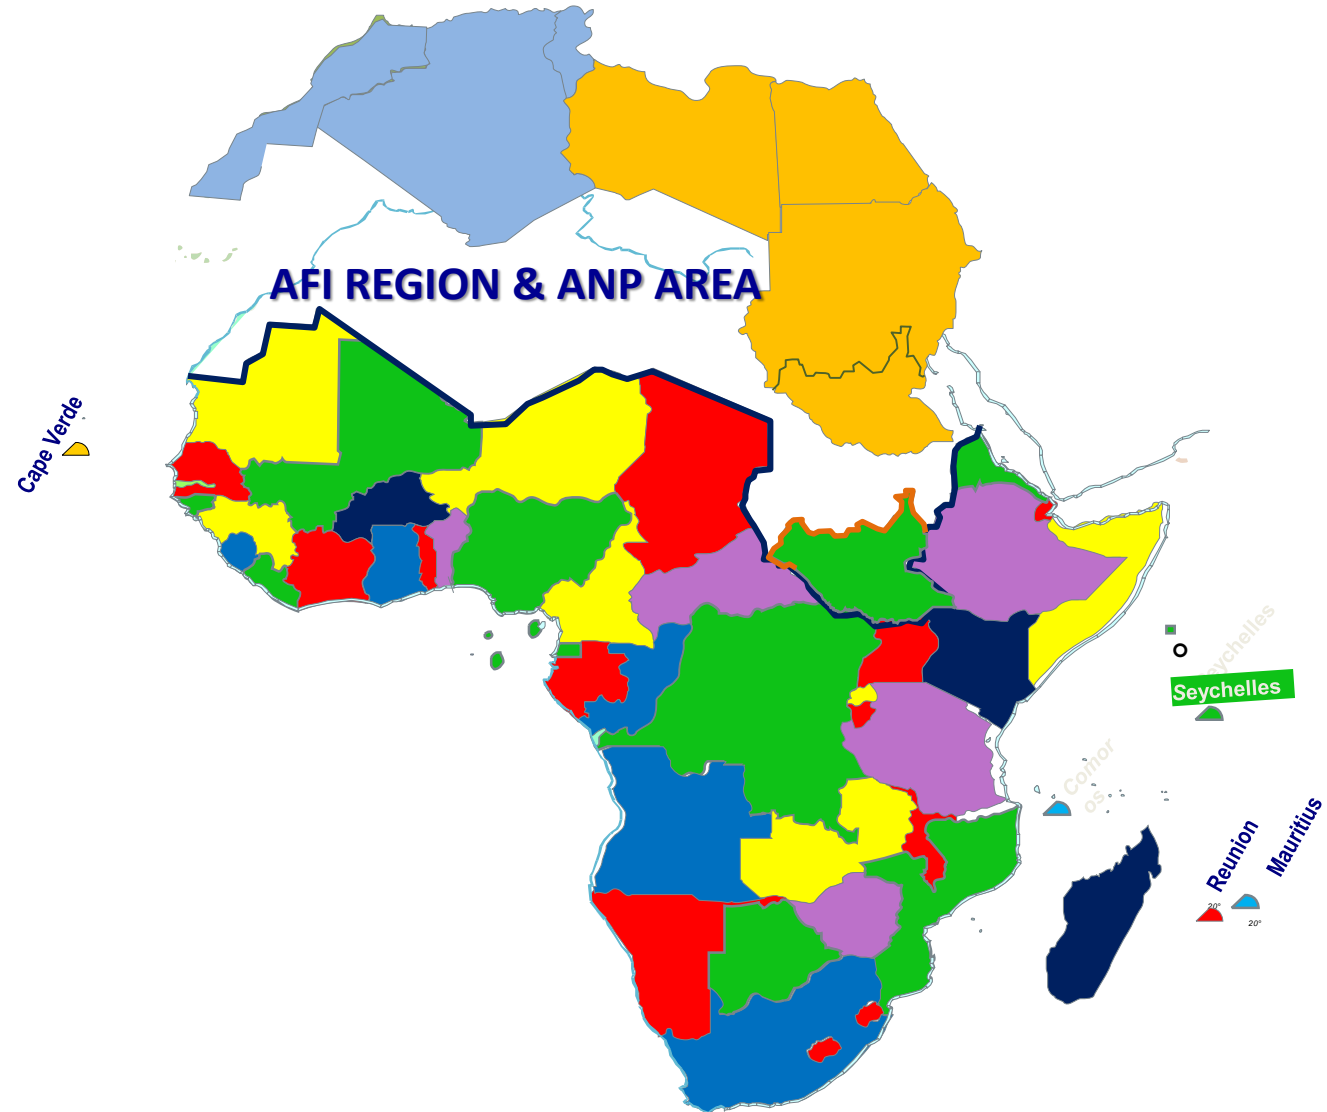 AFI REGION & ANP AREA
Cape Verde
Seychelles
Seychelles
Comor
os
Reunion
Mauritius
20°
20°